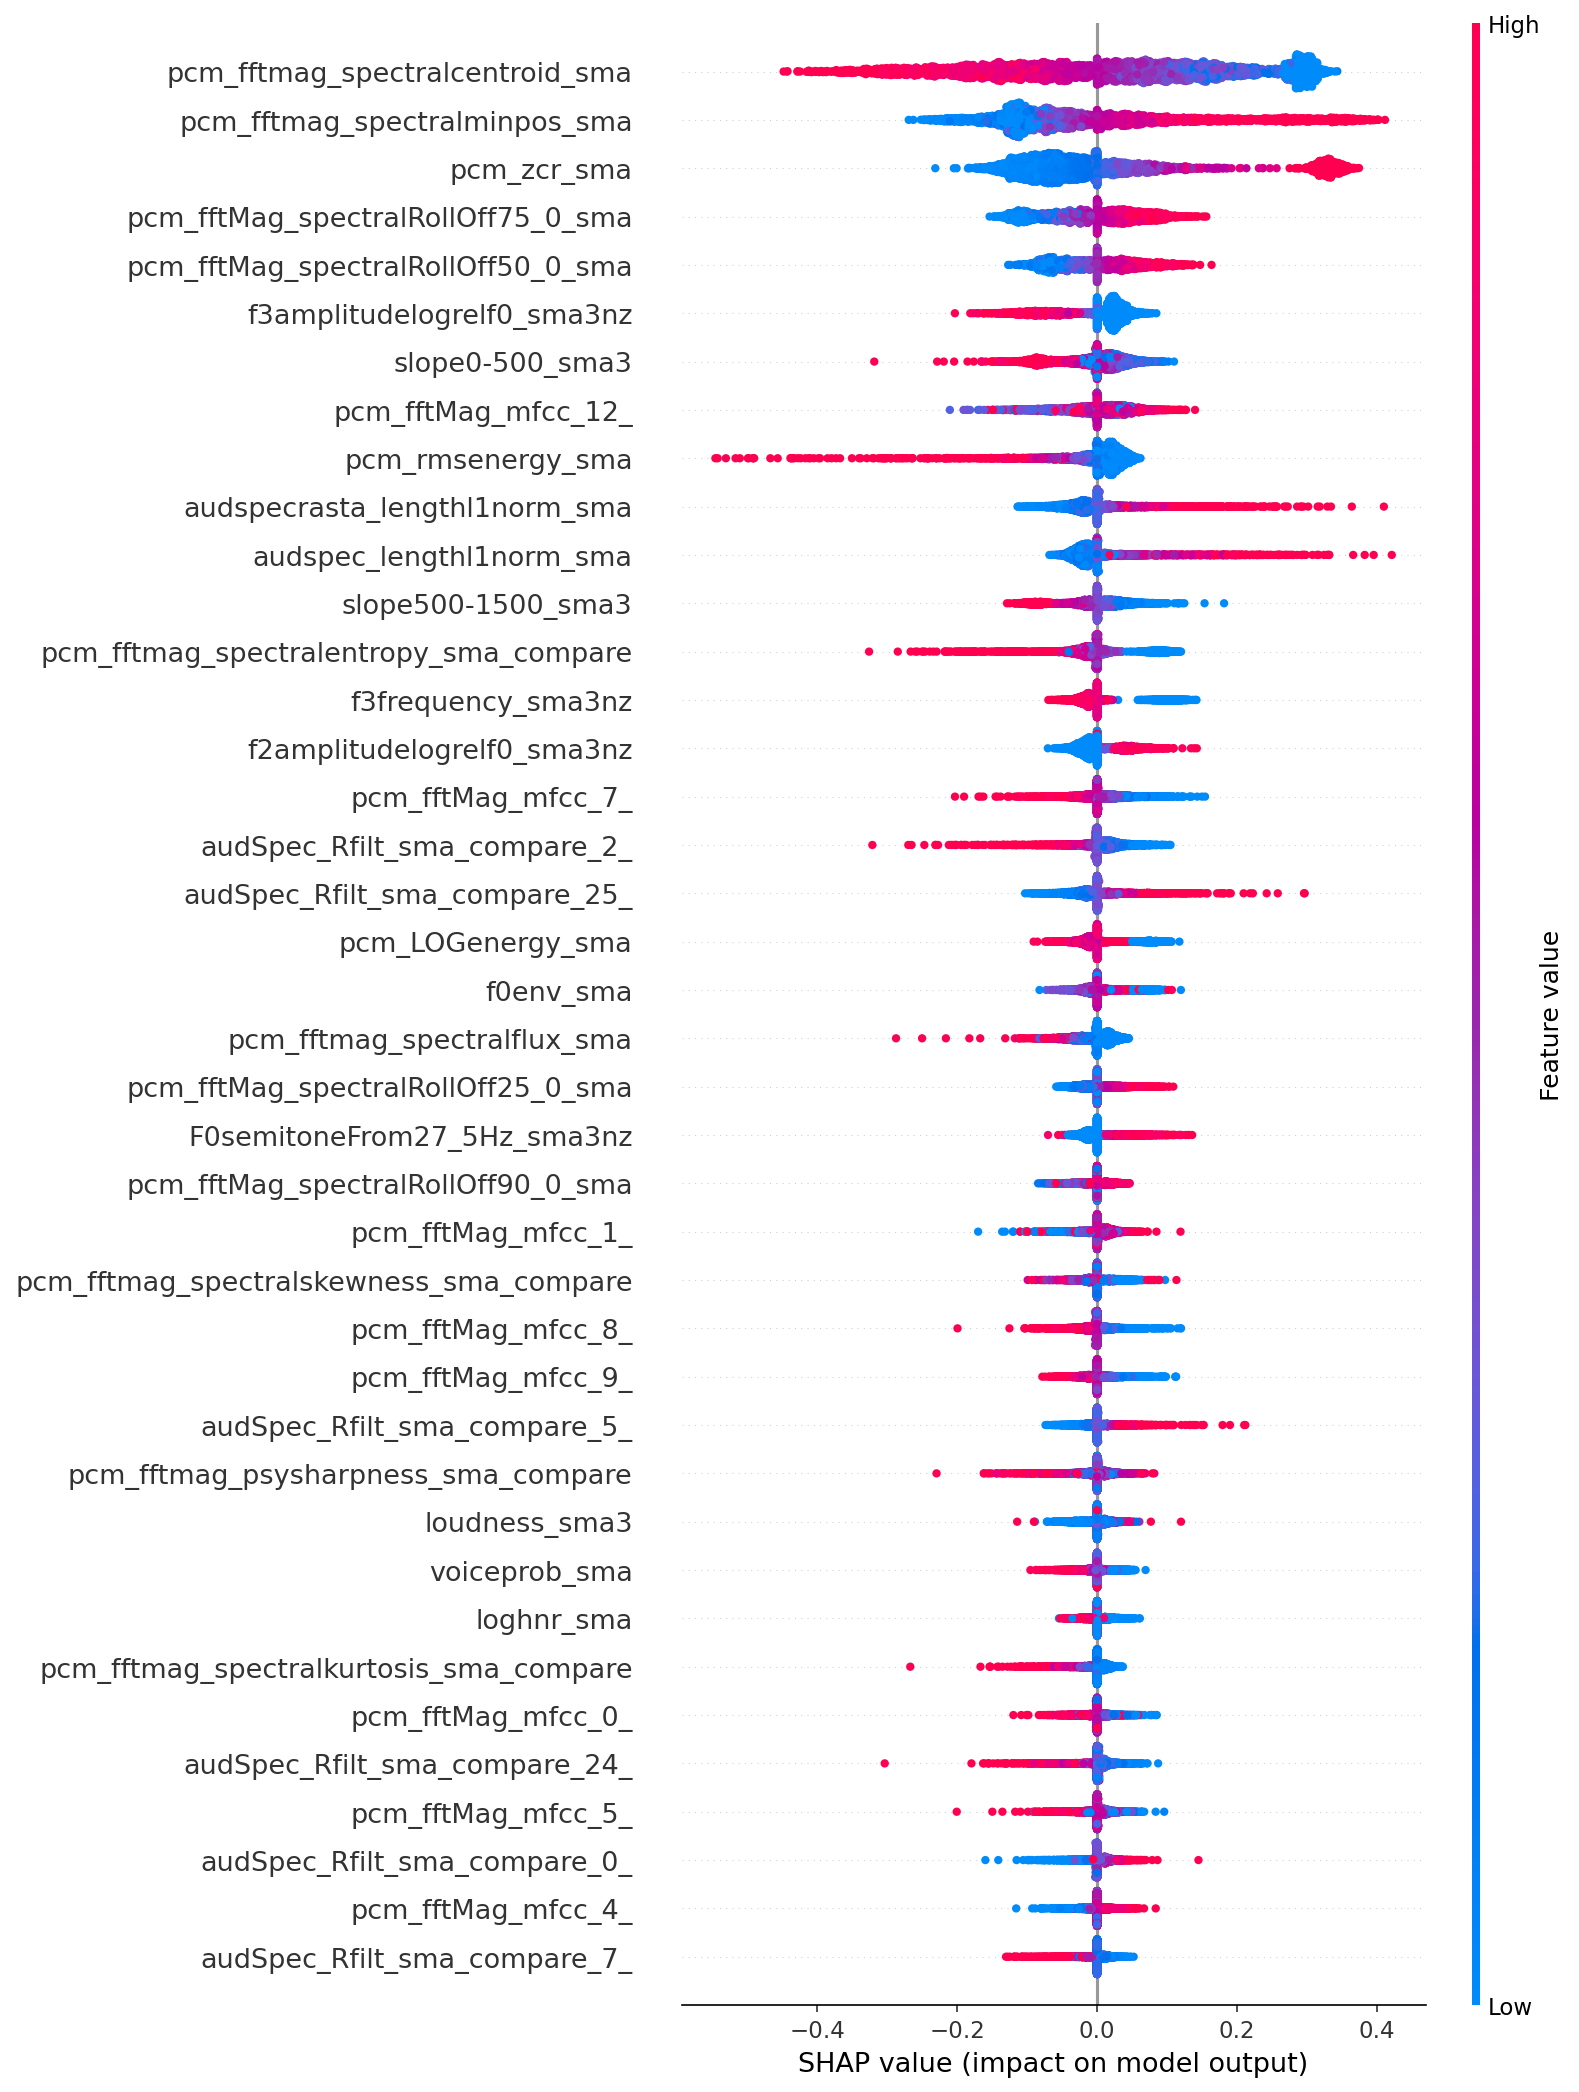 High
pcm_fftmag_spectralcentroid_sma
pcm_fftmag_spectralminpos_sma
pcm_zcr_sma
pcm_fftMag_spectralRollOff75_0_sma
pcm_fftMag_spectralRollOff50_0_sma
f3amplitudelogrelf0_sma3nz
slope0-500_sma3
pcm_fftMag_mfcc_12_
pcm_rmsenergy_sma
audspecrasta_lengthl1norm_sma
audspec_lengthl1norm_sma
slope500-1500_sma3
pcm_fftmag_spectralentropy_sma_compare
f3frequency_sma3nz
f2amplitudelogrelf0_sma3nz
pcm_fftMag_mfcc_7_
audSpec_Rfilt_sma_compare_2_
audSpec_Rfilt_sma_compare_25_
pcm_LOGenergy_sma
f0env_sma
pcm_fftmag_spectralflux_sma
pcm_fftMag_spectralRollOff25_0_sma
F0semitoneFrom27_5Hz_sma3nz
pcm_fftMag_spectralRollOff90_0_sma
pcm_fftMag_mfcc_1_
pcm_fftmag_spectralskewness_sma_compare
pcm_fftMag_mfcc_8_
pcm_fftMag_mfcc_9_
audSpec_Rfilt_sma_compare_5_
pcm_fftmag_psysharpness_sma_compare
loudness_sma3
voiceprob_sma
loghnr_sma
pcm_fftmag_spectralkurtosis_sma_compare
pcm_fftMag_mfcc_0_
audSpec_Rfilt_sma_compare_24_
pcm_fftMag_mfcc_5_
audSpec_Rfilt_sma_compare_0_
pcm_fftMag_mfcc_4_
audSpec_Rfilt_sma_compare_7_
Feature value
Low
−0.4 −0.2 0.0 0.2 0.4
SHAP value (impact on model output)